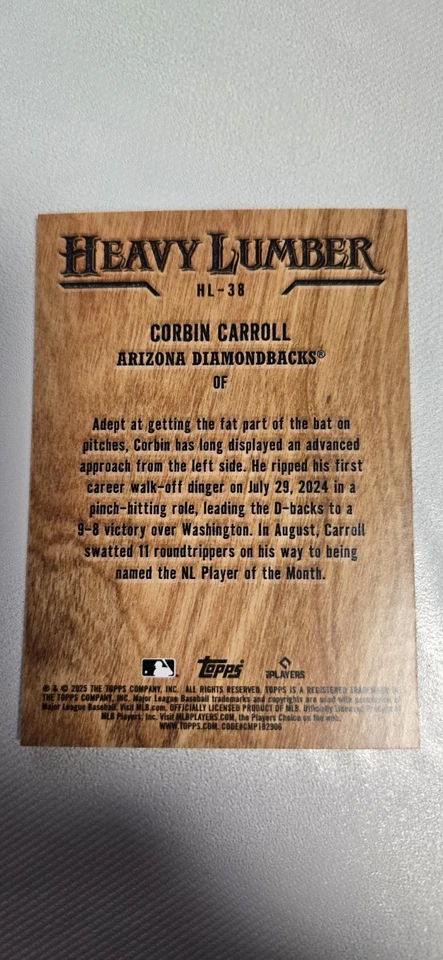 HEAVY LUMBER
HL-38
CORBIN CARROLL
ARIZONA DIAMONDBACKS®
OF
Adept at getting the fat part of the bat on
pitches, Corbin has long displayed an advanced
approach from the left side. He ripped his first
career walk-off dinger on July 29, 2024 in a
pinch-hitting role, leading the D-backs to a
9-8 victory over Washington. In August, Carroll
swatted 11 roundtrippers on his way to being
named the NL Player of the Month.
Topps
PLAYERS
® & © 2025 THE TOPPS COMPANY, INC. ALL RIGHTS RESERVED. TOPPS IS A REGISTERED TRADEMARK OF
THE TOPPS COMPANY, INC. Major League Baseball trademarks and copyrights are used with permission of
Major League Baseball. Visit MLB.com. OFFICIALLY LICENSED PRODUCT OF MLB. Officially Licensed Product of
MLB Players, Inc. Visit MLBPLAYERS.COM, the Players Choice on the web.
WWW.TOPPS.COM. CODE#CMP182906